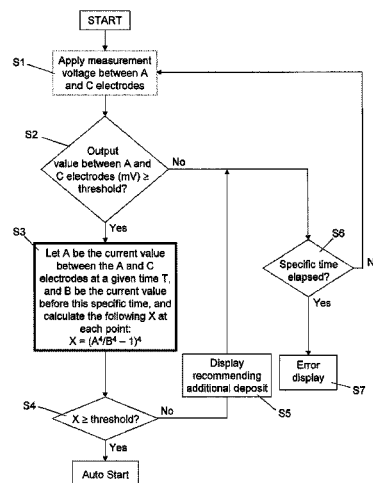 START
S1
Apply measurement
voltage between A
and C electrodes
S2
Output
value between A and
C electrodes (mV) ≥
threshold?
No
Yes
S3
Let A be the current value
between the A and C
electrodes at a given time T,
and B be the current value
before this specific time, and
calculate the following X at
each point:
X = (A⁴/B⁴ – 1)⁴
S6
Specific time
elapsed?
N
Yes
Display
recommending
additional deposit
S5
Error
display
S7
S4
X ≥ threshold?
No
Yes
Auto Start